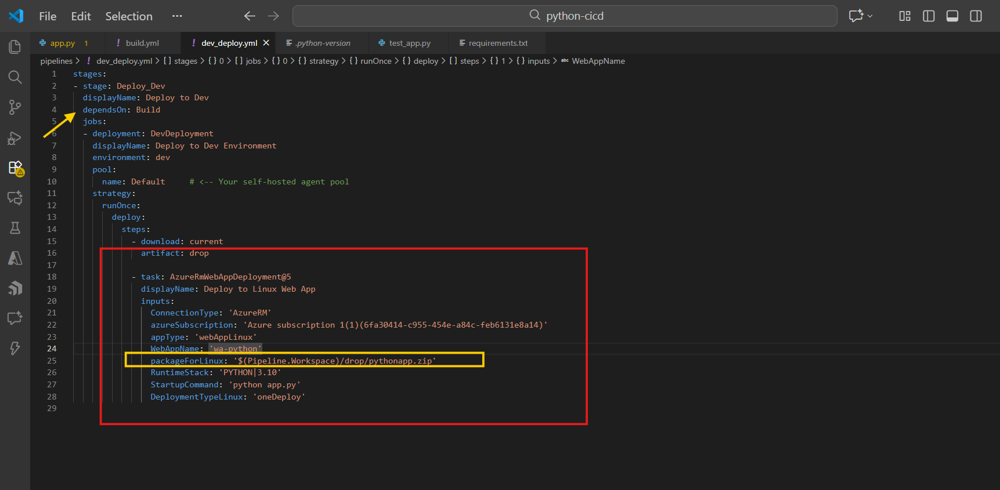 File Edit Selection ··· python-cicd
app.py 1 ! build.yml ! dev_deploy.yml .python-version test_app.py requirements.txt
pipelines > ! dev_deploy.yml > [ ] stages > { } 0 > [ ] jobs > { } 0 > { } strategy > { } runOnce > { } deploy > [ ] steps > { } 1 > { } inputs > abc WebAppName
1 stages:
2 - stage: Deploy_Dev
3 displayName: Deploy to Dev
4 dependsOn: Build
5 jobs:
6 - deployment: DevDeployment
7 displayName: Deploy to Dev Environment
8 environment: dev
9 pool:
10 name: Default # <-- Your self-hosted agent pool
11 strategy:
12 runOnce:
13 deploy:
14 steps:
15 - download: current
16 artifact: drop
17
18 - task: AzureRmWebAppDeployment@5
19 displayName: Deploy to Linux Web App
20 inputs:
21 ConnectionType: 'AzureRM'
22 azureSubscription: 'Azure subscription 1(1)(6fa30414-c955-454e-a84c-feb6131e8a14)'
23 appType: 'webAppLinux'
24 WebAppName: 'wa-python'
25 packageForLinux: '$(Pipeline.Workspace)/drop/pythonapp.zip'
26 RuntimeStack: 'PYTHON|3.10'
27 StartupCommand: 'python app.py'
28 DeploymentTypeLinux: 'oneDeploy'
29